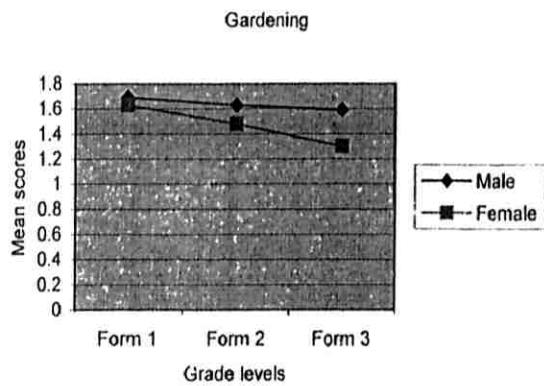 Gardening
1.8
1.6
1.4
1.2
1
0.8
0.6
0.4
0.2
0
Mean scores
Form 1 Form 2 Form 3
Grade levels
Male
Female